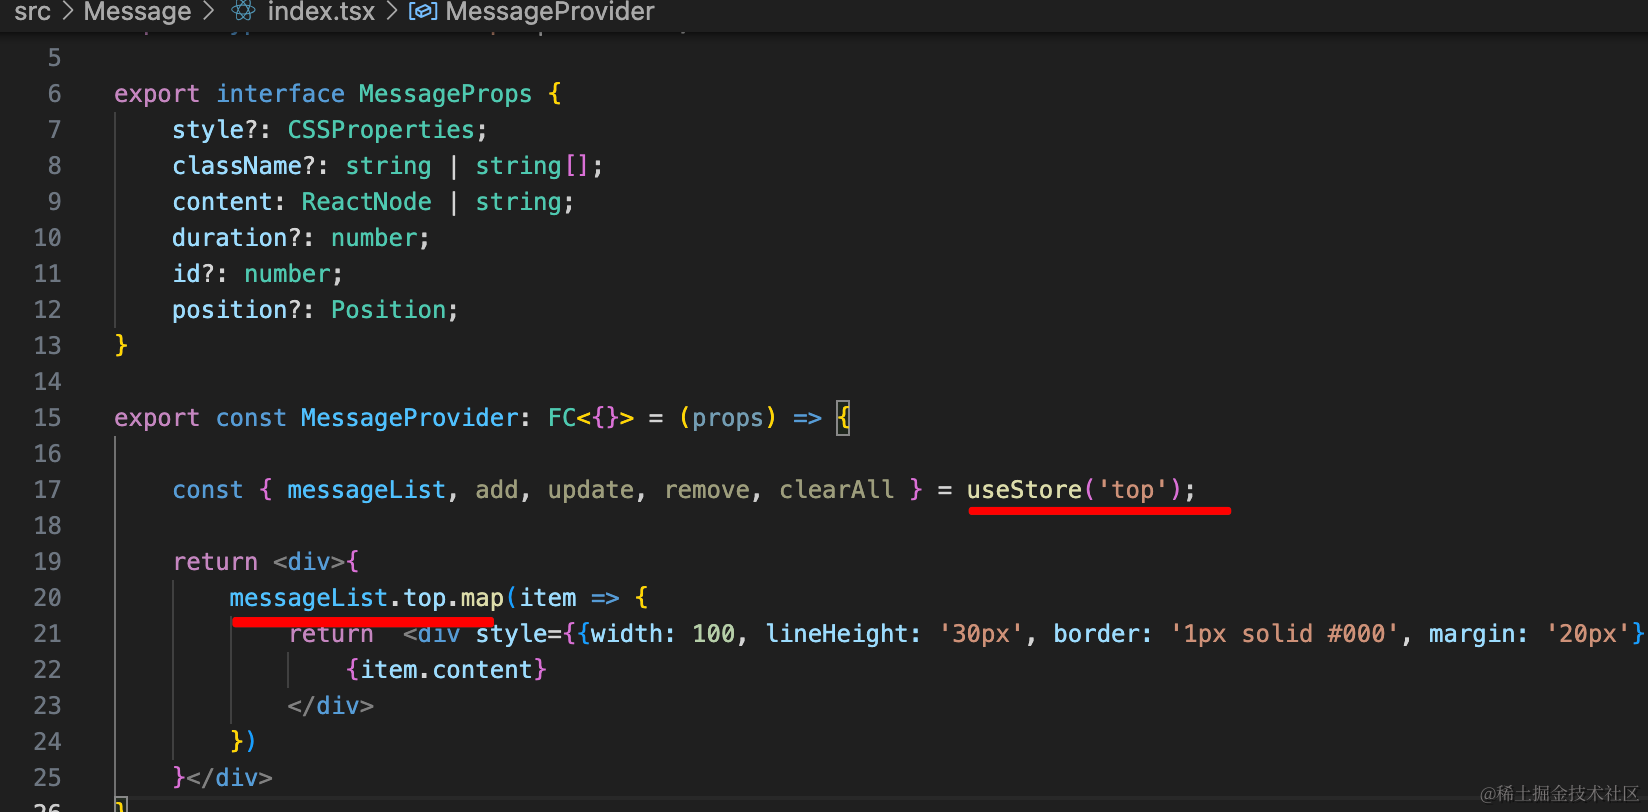 src > Message > index.tsx > MessageProvider
5
6 export interface MessageProps {
7 style?: CSSProperties;
8 className?: string | string[];
9 content: ReactNode | string;
10 duration?: number;
11 id?: number;
12 position?: Position;
13 }
14
15 export const MessageProvider: FC<{}> = (props) => {
16
17 const { messageList, add, update, remove, clearAll } = useStore('top');
18
19 return <div>{
20 messageList.top.map(item => {
21 return <div style={{width: 100, lineHeight: '30px', border: '1px solid #000', margin: '20px'}
22 {item.content}
23 </div>
24 })
25 }</div>
26 }
@稀土掘金技术社区